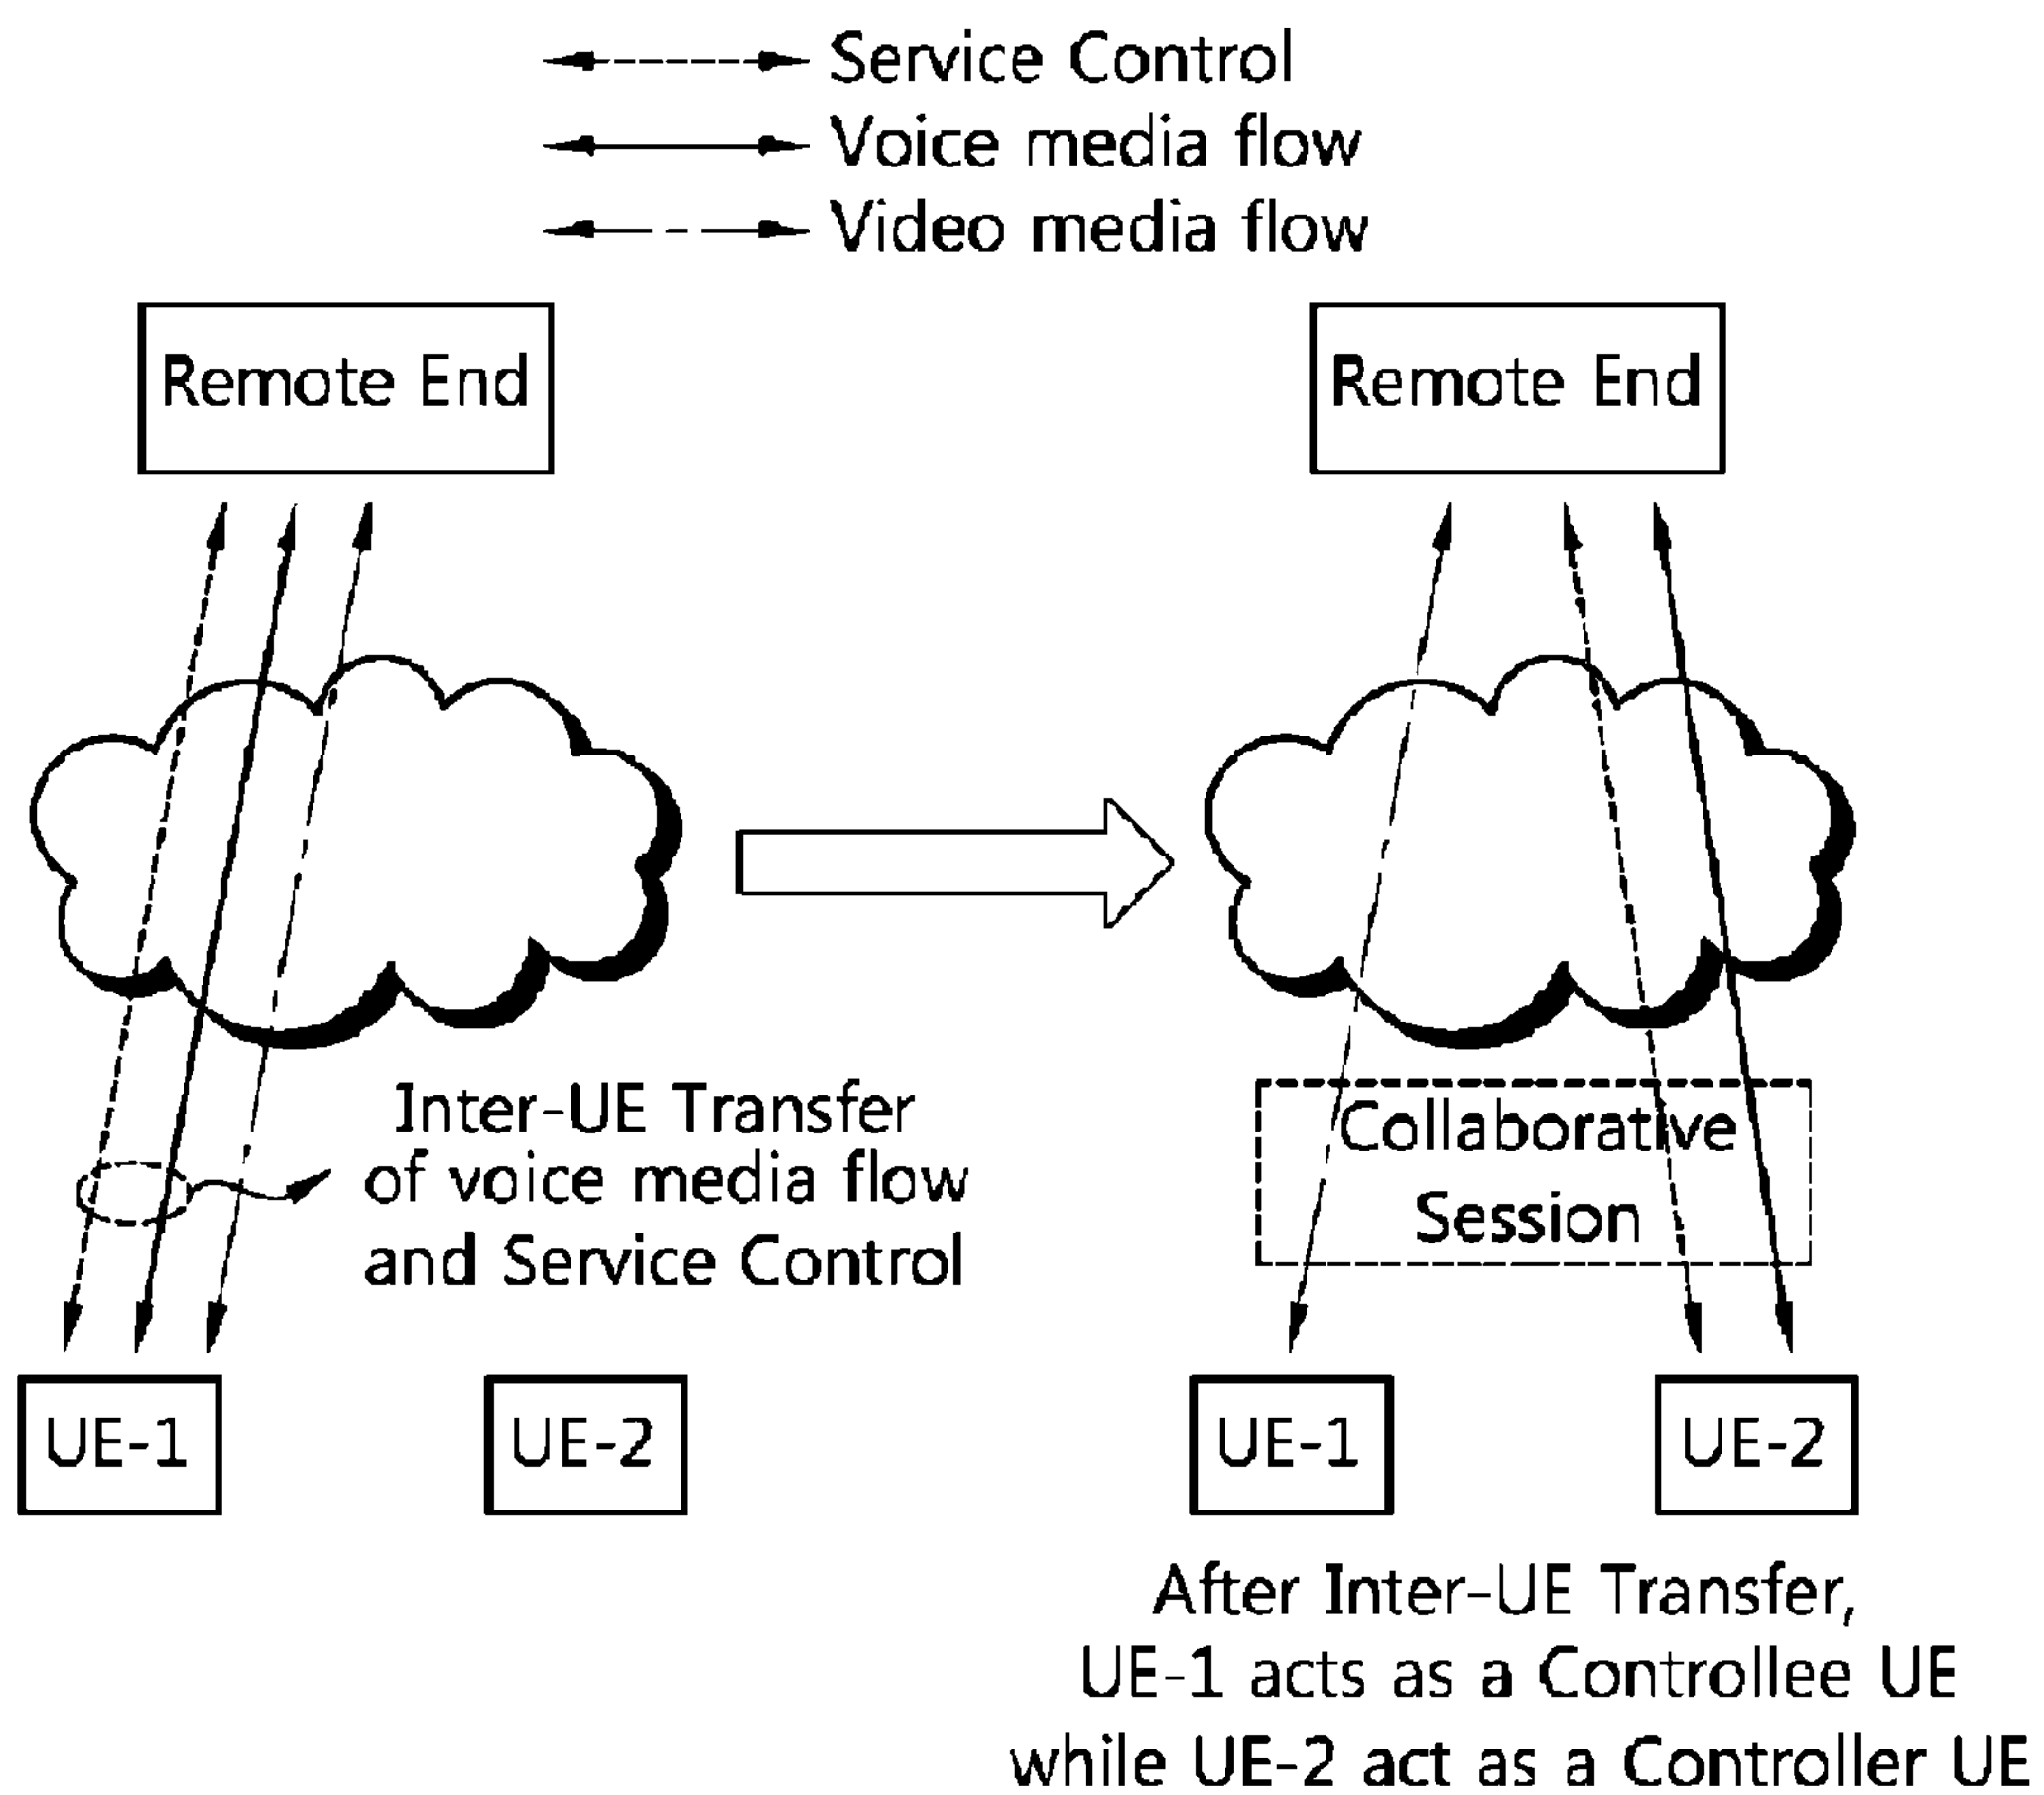 Service Control
Voice media flow
Video media flow
Remote End
Remote End
Inter-UE Transfer
of voice media flow
and Service Control
Collaborative
Session
UE-1
UE-2
UE-1
UE-2
After Inter-UE Transfer,
UE-1 acts as a Controllee UE
while UE-2 act as a Controller UE